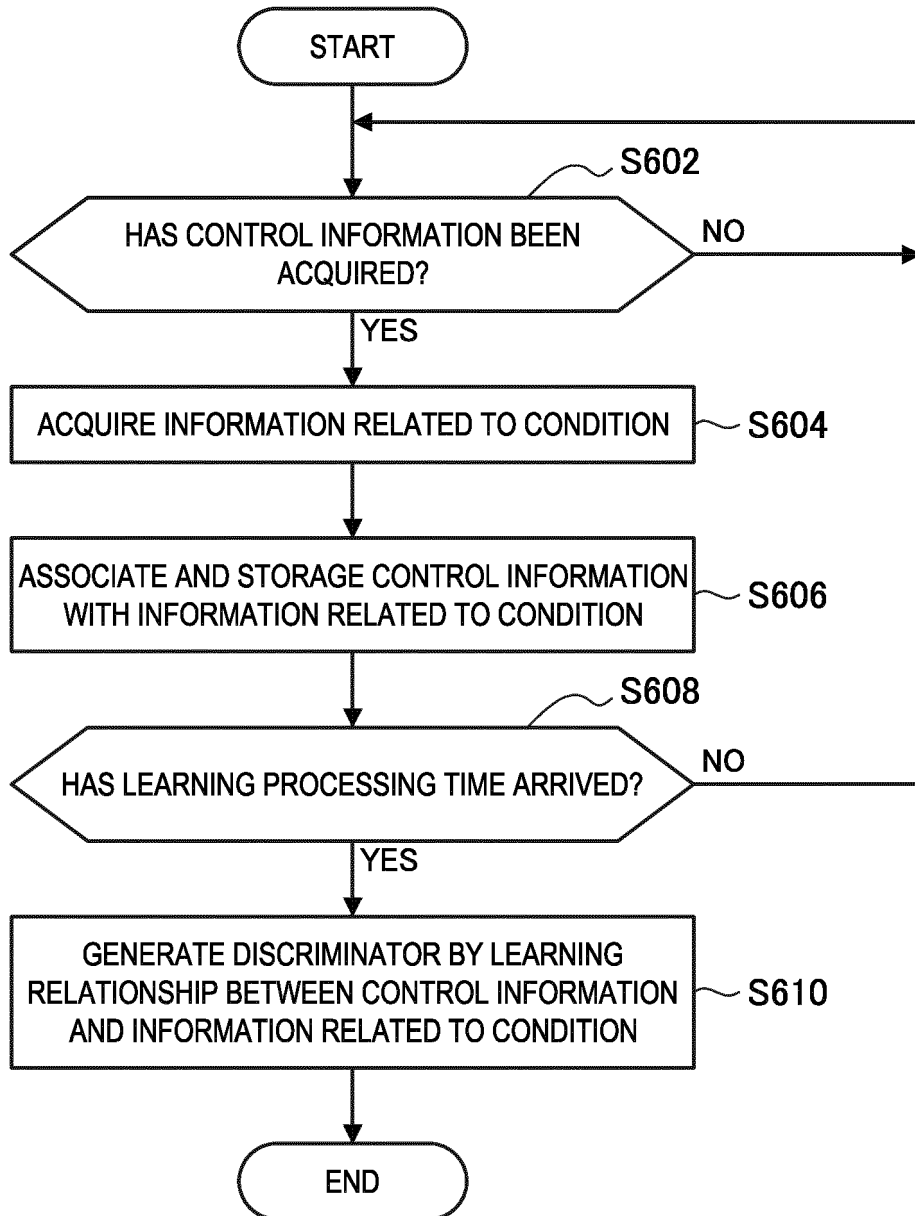 START
S602
HAS CONTROL INFORMATION BEEN
ACQUIRED?
NO
YES
ACQUIRE INFORMATION RELATED TO CONDITION
S604
ASSOCIATE AND STORAGE CONTROL INFORMATION
WITH INFORMATION RELATED TO CONDITION
S606
S608
HAS LEARNING PROCESSING TIME ARRIVED?
NO
YES
GENERATE DISCRIMINATOR BY LEARNING
RELATIONSHIP BETWEEN CONTROL INFORMATION
AND INFORMATION RELATED TO CONDITION
S610
END